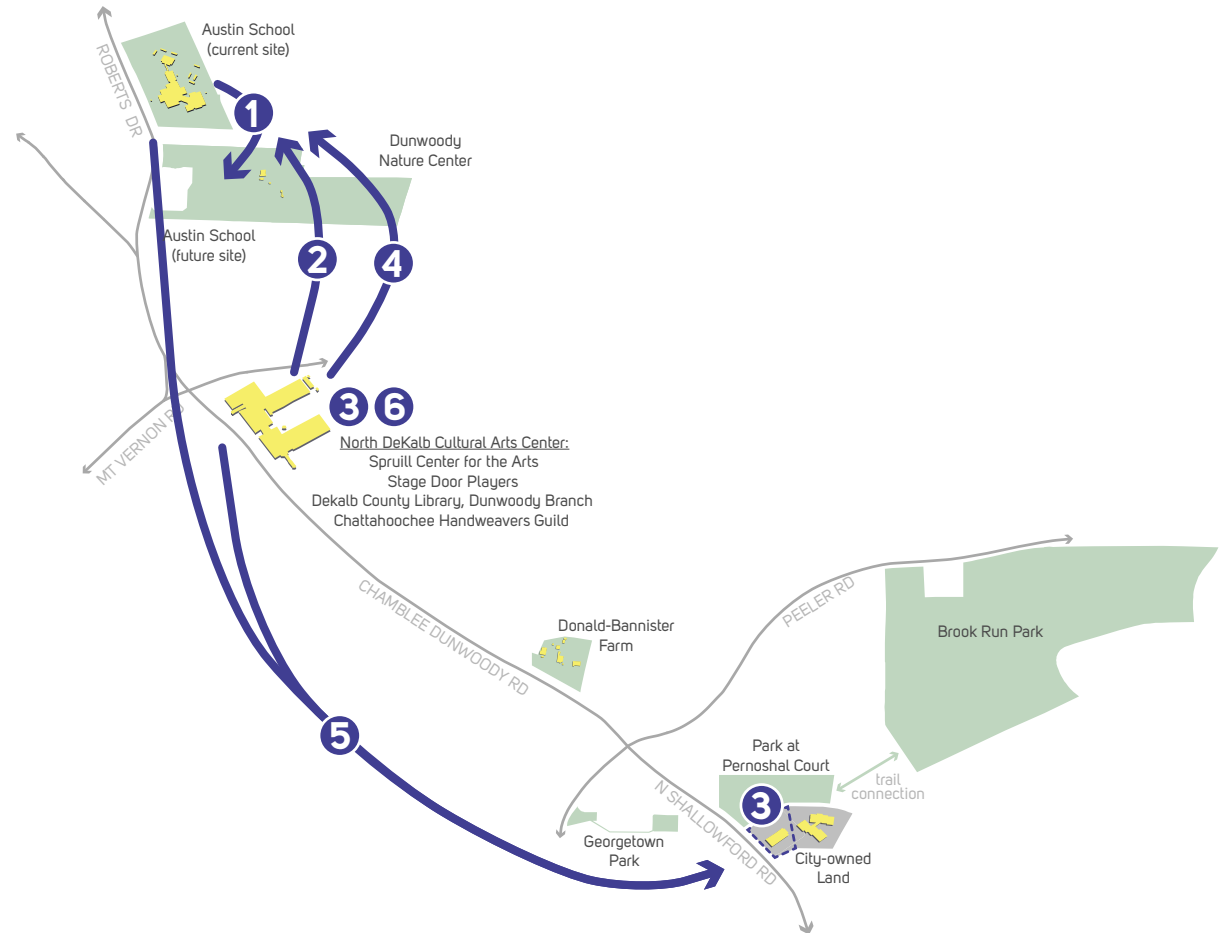 Austin School
(current site)
ROBERTS DR
1
Dunwoody
Nature Center
Austin School
(future site)
2
4
3
6
MT VERNON RD
North DeKalb Cultural Arts Center:
Spruill Center for the Arts
Stage Door Players
Dekalb County Library, Dunwoody Branch
Chattahoochee Handweavers Guild
CHAMBLEE DUNWOODY RD
PEELER RD
Donald-Bannister
Farm
Brook Run Park
5
Park at
Pernoshal Court
trail
connection
N SHALLOWFORD RD
3
Georgetown
Park
City-owned
Land